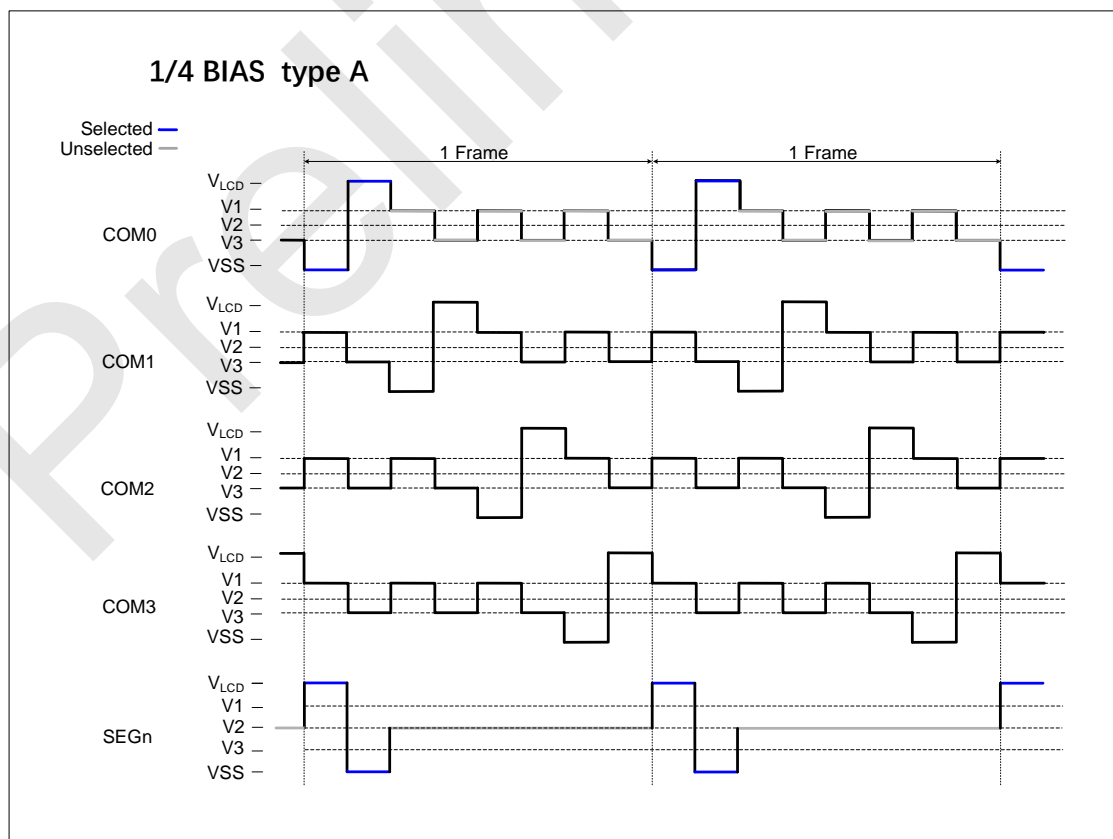 1/4 BIAS type A
Selected
Unselected
1 Frame 1 Frame
VLCD
V1
V2
V3
VSS
COM0
VLCD
V1
V2
V3
VSS
COM1
VLCD
V1
V2
V3
VSS
COM2
VLCD
V1
V2
V3
VSS
COM3
VLCD
V1
V2
V3
VSS
SEGn